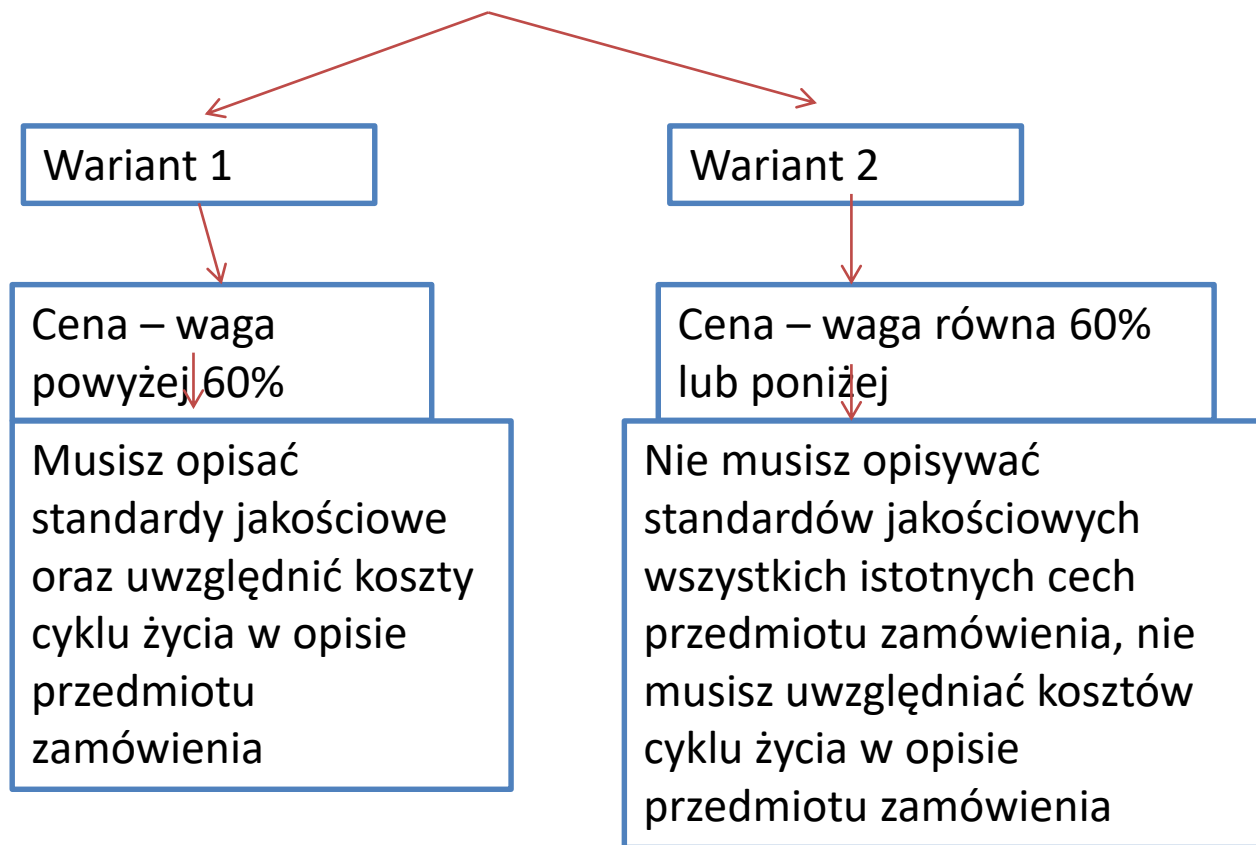 Wariant 1
Wariant 2
Cena – waga
powyżej 60%
Cena – waga równa 60%
lub poniżej
Musisz opisać
standardy jakościowe
oraz uwzględnić koszty
cyklu życia w opisie
przedmiotu
zamówienia
Nie musisz opisywać
standardów jakościowych
wszystkich istotnych cech
przedmiotu zamówienia, nie
musisz uwzględniać kosztów
cyklu życia w opisie
przedmiotu zamówienia